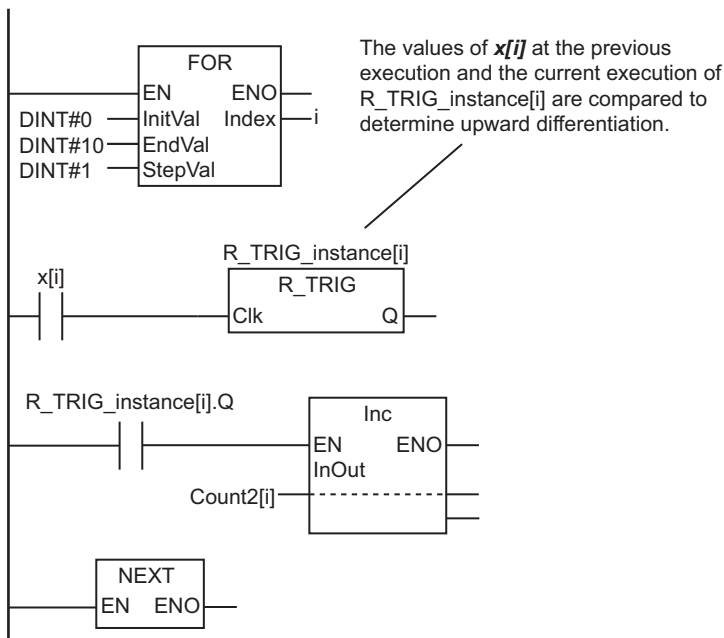 FOR
EN ENO
DINT#0 InitVal Index i
DINT#10 EndVal
DINT#1 StepVal
The values of x[i] at the previous
execution and the current execution of
R_TRIG_instance[i] are compared to
determine upward differentiation.
R_TRIG_instance[i]
x[i]
R_TRIG
Clk Q
R_TRIG_instance[i].Q
Inc
EN ENO
InOut
Count2[i]
NEXT
EN ENO